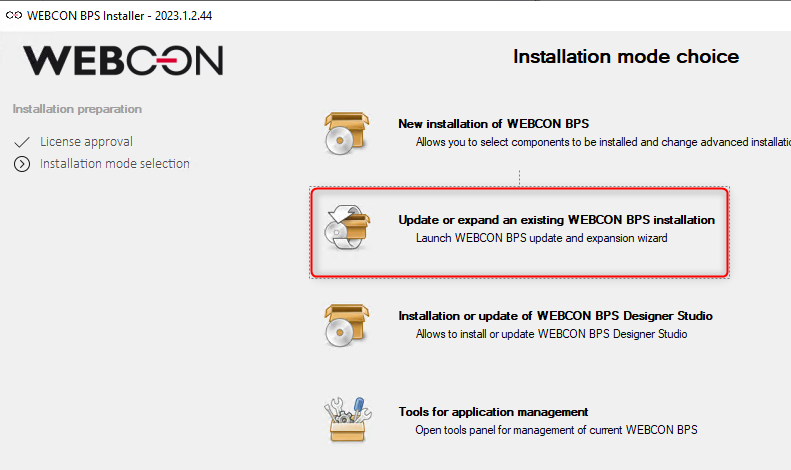 WEBCON BPS Installer - 2023.1.2.44
WEBCON
Installation mode choice
Installation preparation
License approval
Installation mode selection
New installation of WEBCON BPS
Allows you to select components to be installed and change advanced installatio
Update or expand an existing WEBCON BPS installation
Launch WEBCON BPS update and expansion wizard
Installation or update of WEBCON BPS Designer Studio
Allows to install or update WEBCON BPS Designer Studio
Tools for application management
Open tools panel for management of current WEBCON BPS